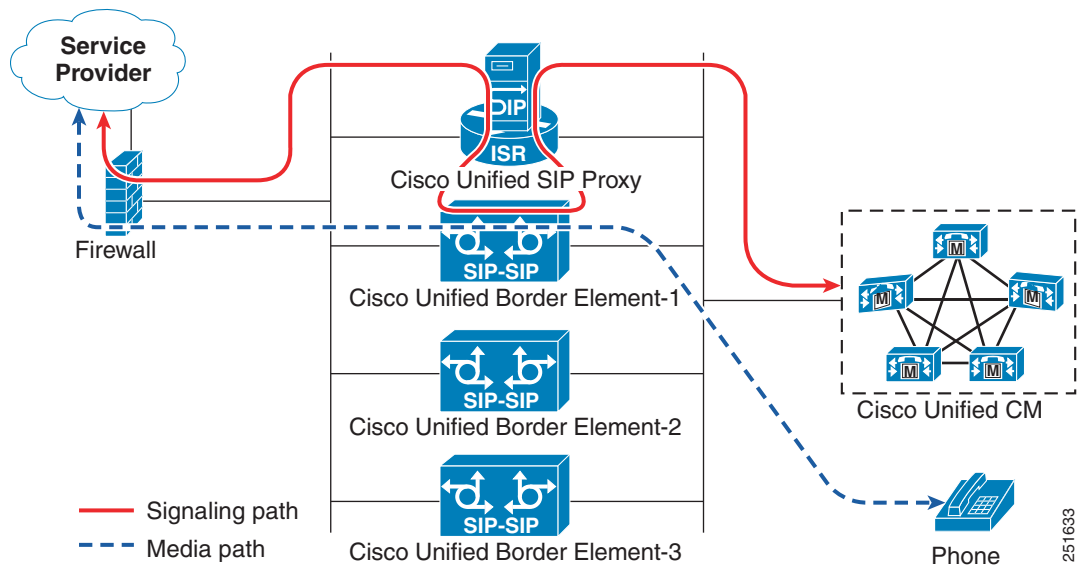 Service
Provider
DIP
ISR
Cisco Unified SIP Proxy
Firewall
SIP-SIP
Cisco Unified Border Element-1
M
M
M
M
M
SIP-SIP
Cisco Unified Border Element-2
Cisco Unified CM
SIP-SIP
Cisco Unified Border Element-3
Signaling path
Media path
Phone
251633